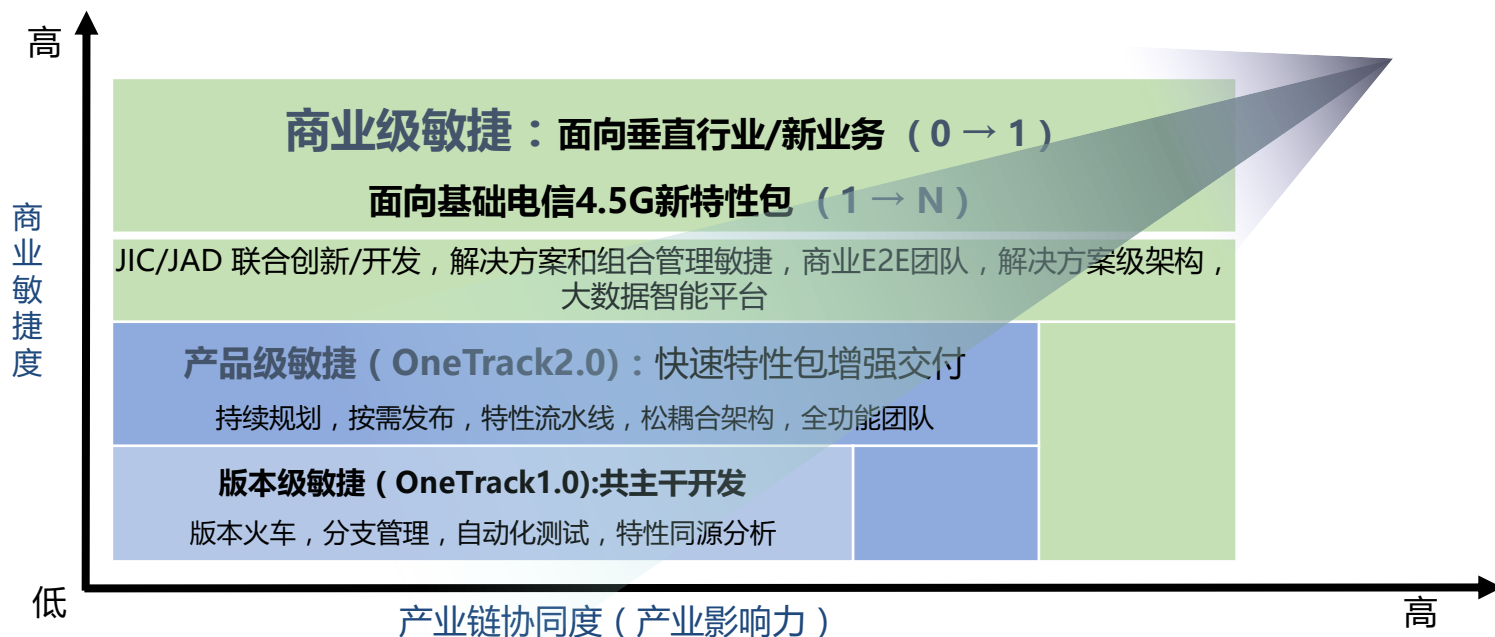 高
商业级敏捷：面向垂直行业/新业务（0 → 1）
面向基础电信4.5G新特性包（1 → N）
JIC/JAD 联合创新/开发，解决方案和组合管理敏捷，商业E2E团队，解决方案级架构，
大数据智能平台
商业敏捷度
产品级敏捷（OneTrack2.0)：快速特性包增强交付
持续规划，按需发布，特性流水线，松耦合架构，全功能团队
版本级敏捷（OneTrack1.0):共主干开发
版本火车，分支管理，自动化测试，特性同源分析
低
产业链协同度（产业影响力）
高